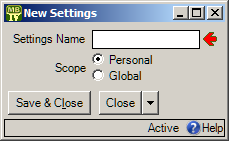 MB TV New Settings
Settings Name
Scope Personal
Global
Save & Close Close
Active Help